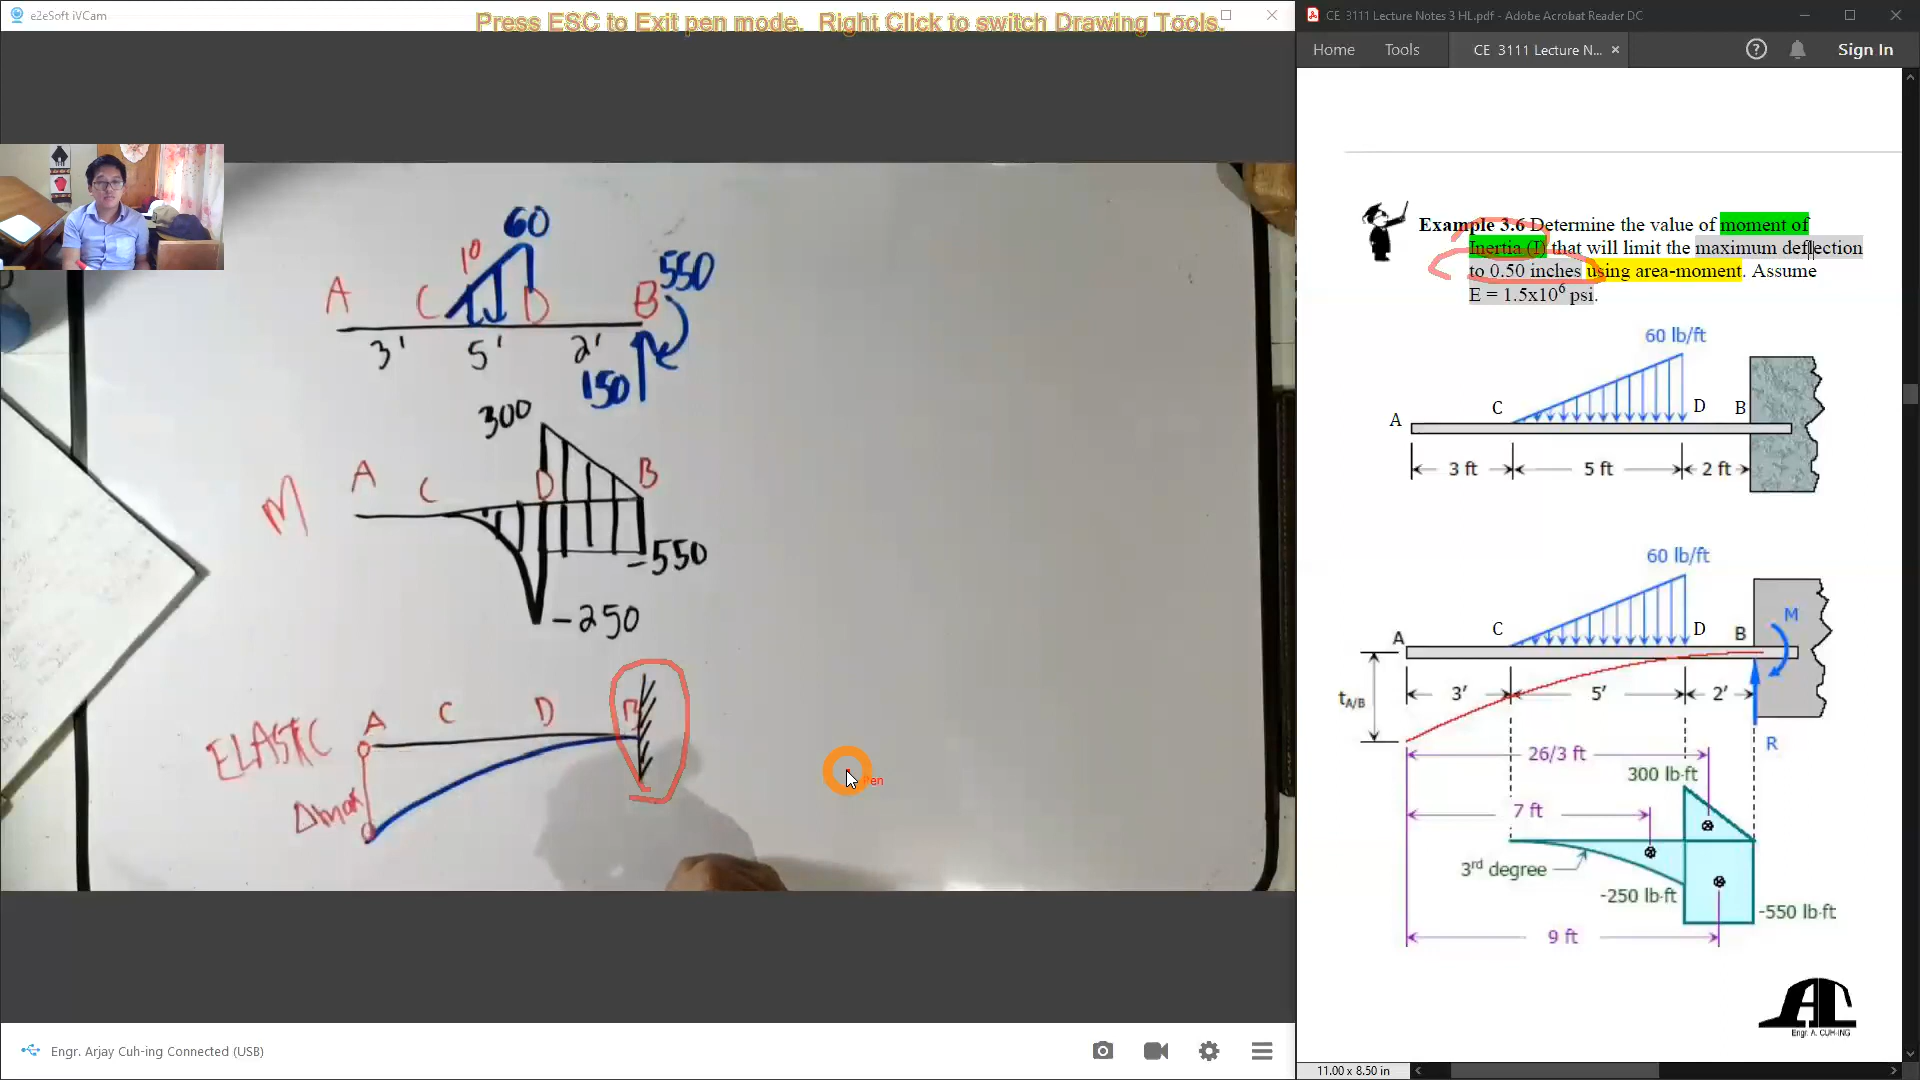 e2eSoft iVCam
Press ESC to Exit pen mode.  Right Click to switch Drawing Tools.
60
10
550
A C D B
3' 5' 2'
150
300
M A C D B
-550
-250
ELASTIC A C D B
Δmax
Pen
Engr. Arjay Cuh-ing Connected (USB)
CE 3111 Lecture Notes 3 HL.pdf - Adobe Acrobat Reader DC
Home Tools CE 3111 Lecture N... × Sign In
Example 3.6 Determine the value of moment of
Inertia (I) that will limit the maximum deflection
to 0.50 inches using area-moment. Assume
E = 1.5x10⁶ psi.
60 lb/ft
A C D B
3 ft 5 ft 2 ft
60 lb/ft
M
A C D B
tA/B 3' 5' 2'
R
26/3 ft
300 lb·ft
7 ft
3rd degree
-250 lb·ft
-550 lb·ft
9 ft
Engr. A. CUH-ING
11.00 x 8.50 in